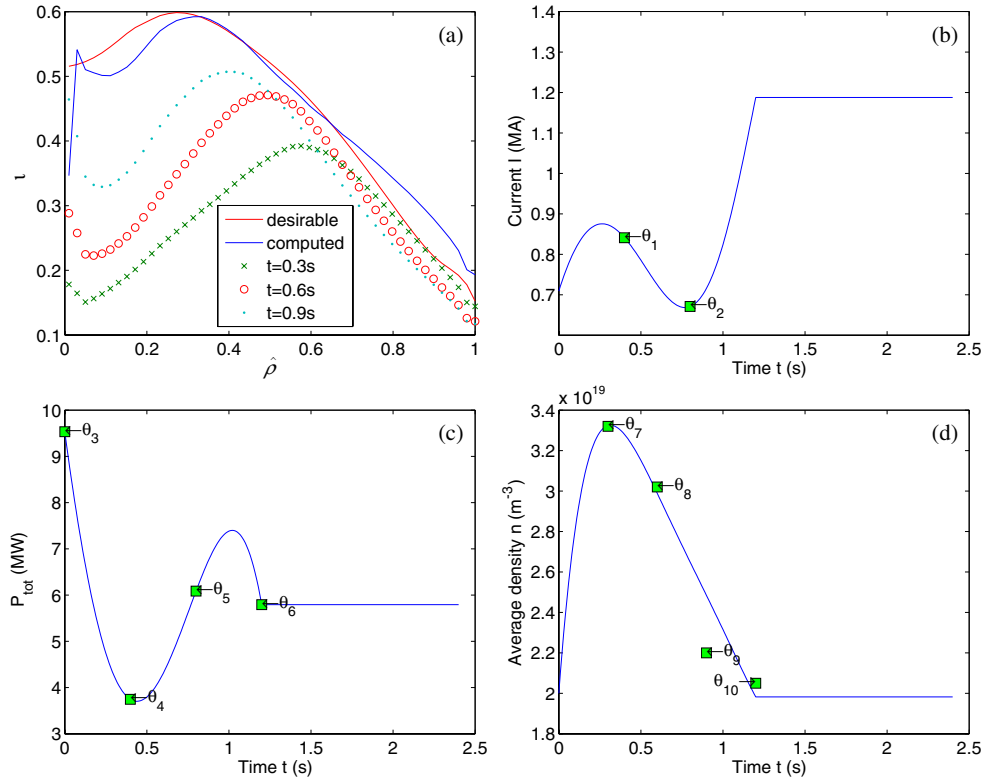 (a)
0.6
0.5
0.4
0.3
0.2
0.1
ι
0
0.2
0.4
0.6
0.8
1
ρ̂
desirable
computed
t=0.3s
t=0.6s
t=0.9s
(b)
1.4
1.3
1.2
1.1
1
0.9
0.8
0.7
Current I (MA)
θ1
θ2
0
0.5
1
1.5
2
2.5
Time t (s)
(c)
10
9
8
7
6
5
4
3
Ptot (MW)
θ3
θ4
θ5
θ6
0
0.5
1
1.5
2
2.5
Time t (s)
(d)
x 10^19
3.4
3.2
3
2.8
2.6
2.4
2.2
2
1.8
Average density n (m^-3)
θ7
θ8
θ9
θ10
0
0.5
1
1.5
2
2.5
Time t (s)